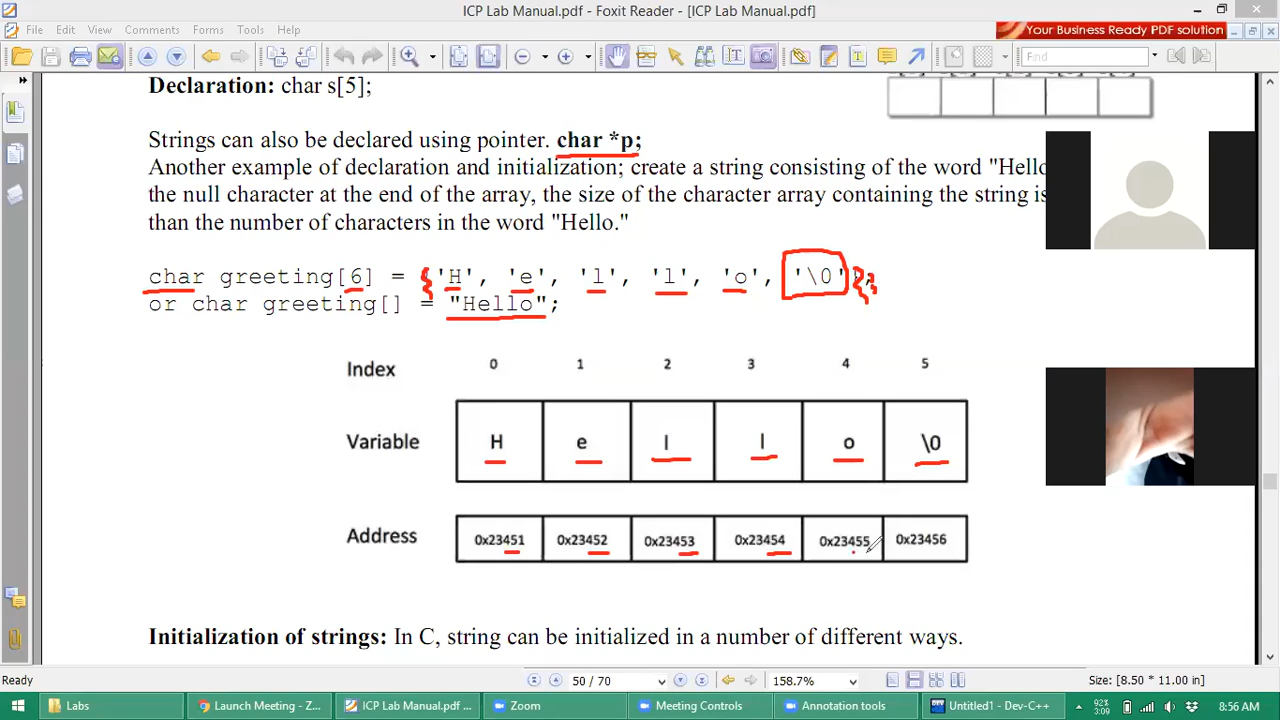 ICP Lab Manual.pdf - Foxit Reader - [ICP Lab Manual.pdf]
File Edit View Comments Forms Tools Help
Your Business Ready PDF solution
Find
Declaration: char s[5];
Strings can also be declared using pointer. char *p;
Another example of declaration and initialization; create a string consisting of the word "Hello
the null character at the end of the array, the size of the character array containing the string is
than the number of characters in the word "Hello."
char greeting[6] = {'H', 'e', 'l', 'l', 'o', '\0'};
or char greeting[] = "Hello";
Index 0 1 2 3 4 5
Variable H e l l o \0
Address 0x23451 0x23452 0x23453 0x23454 0x23455 0x23456
Initialization of strings: In C, string can be initialized in a number of different ways.
Ready 50 / 70 158.7% Size: [8.50 * 11.00 in]
Labs Launch Meeting - Z... ICP Lab Manual.pdf ... Zoom Meeting Controls Annotation tools Untitled1 - Dev-C++ 92% 3:09 8:56 AM